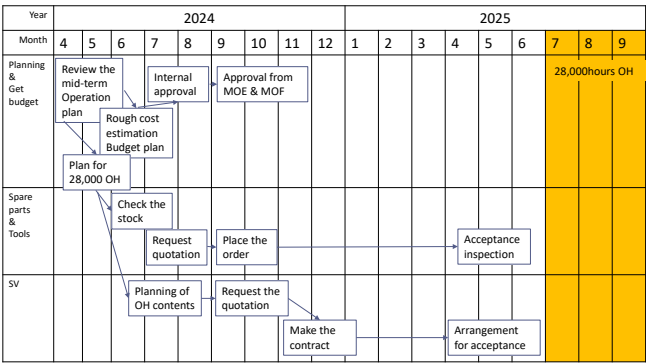 Year
2024
2025
Month
4
5
6
7
8
9
10
11
12
1
2
3
4
5
6
7
8
9
Planning
&
Get
budget
Review the
mid-term
Operation
plan
Internal
approval
Approval from
MOE & MOF
28,000hours OH
Rough cost
estimation
Budget plan
Plan for
28,000 OH
Spare
parts
&
Tools
Check the
stock
Request
quotation
Place the
order
Acceptance
inspection
SV
Planning of
OH contents
Request the
quotation
Make the
contract
Arrangement
for acceptance